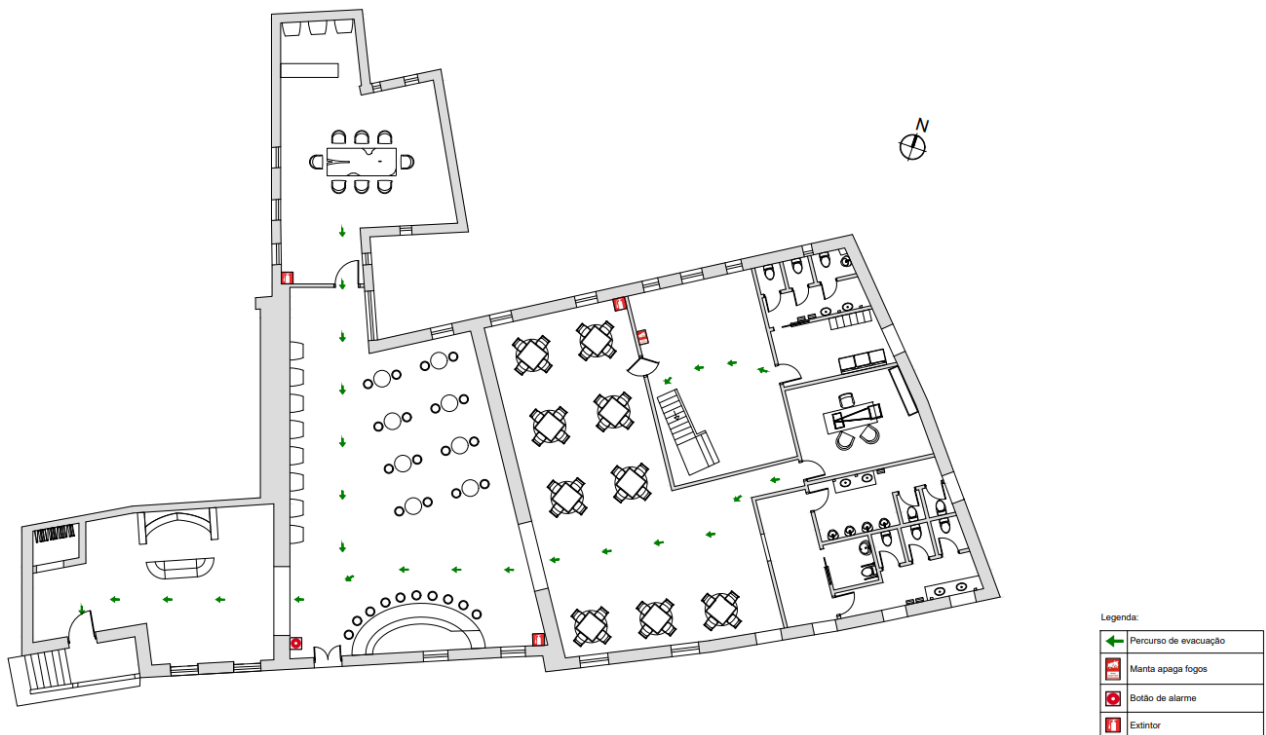 N
Legenda:
Percurso de evacuação
Manta apaga fogos
Botão de alarme
Extintor